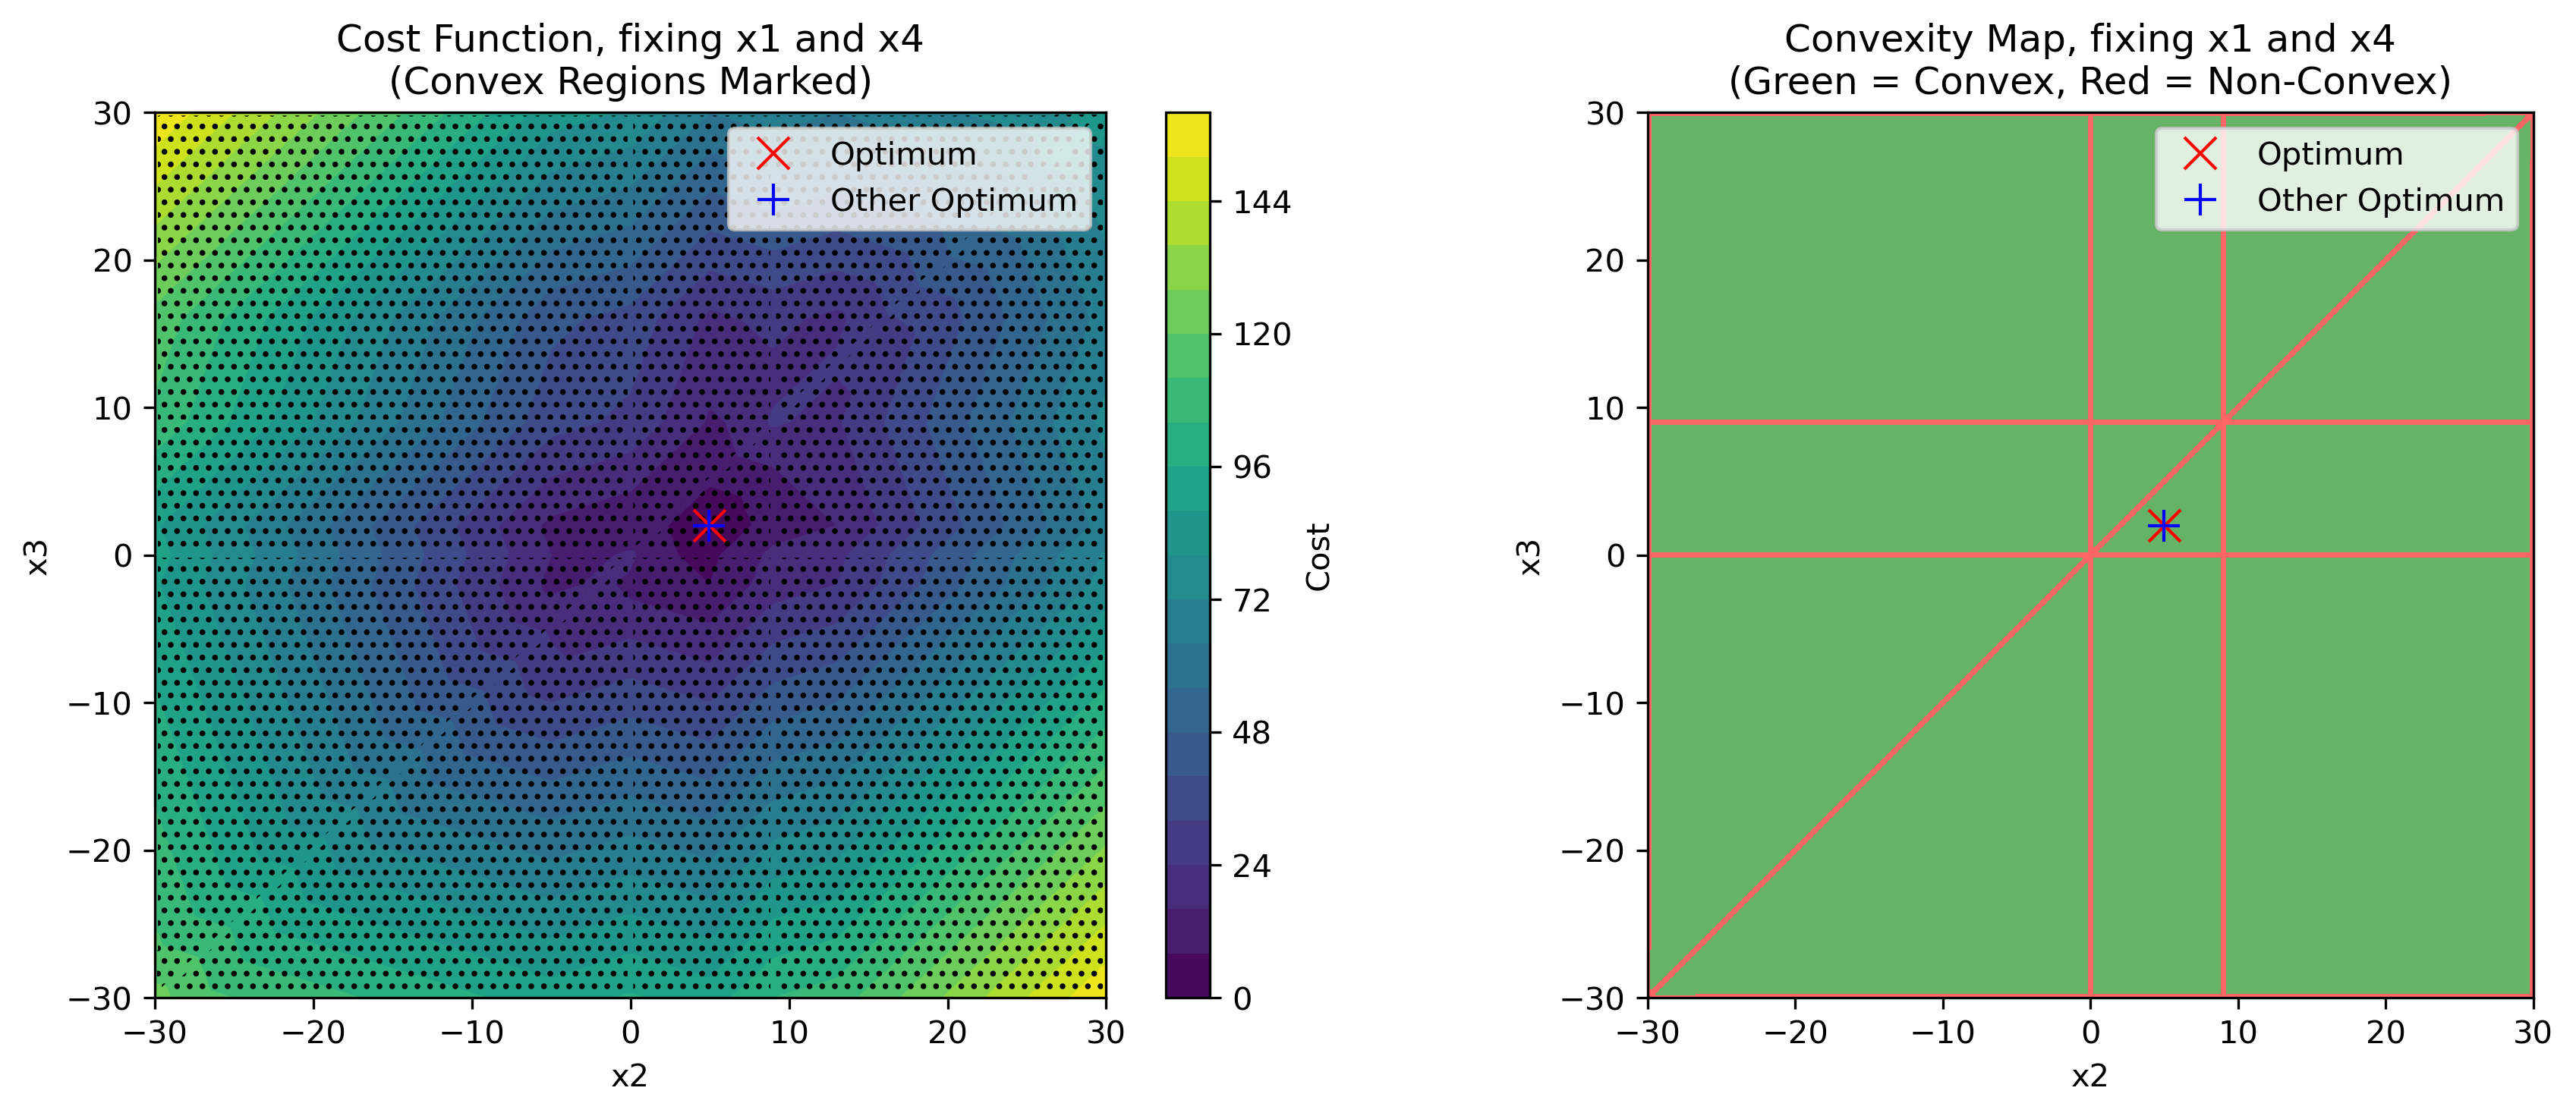 Cost Function, fixing x1 and x4
(Convex Regions Marked)
30
20
10
0
−10
−20
−30
x3
−30
−20
−10
0
10
20
30
x2
Optimum
Other Optimum
144
120
96
72
48
24
0
Cost
Convexity Map, fixing x1 and x4
(Green = Convex, Red = Non-Convex)
30
20
10
0
−10
−20
−30
x3
−30
−20
−10
0
10
20
30
x2
Optimum
Other Optimum